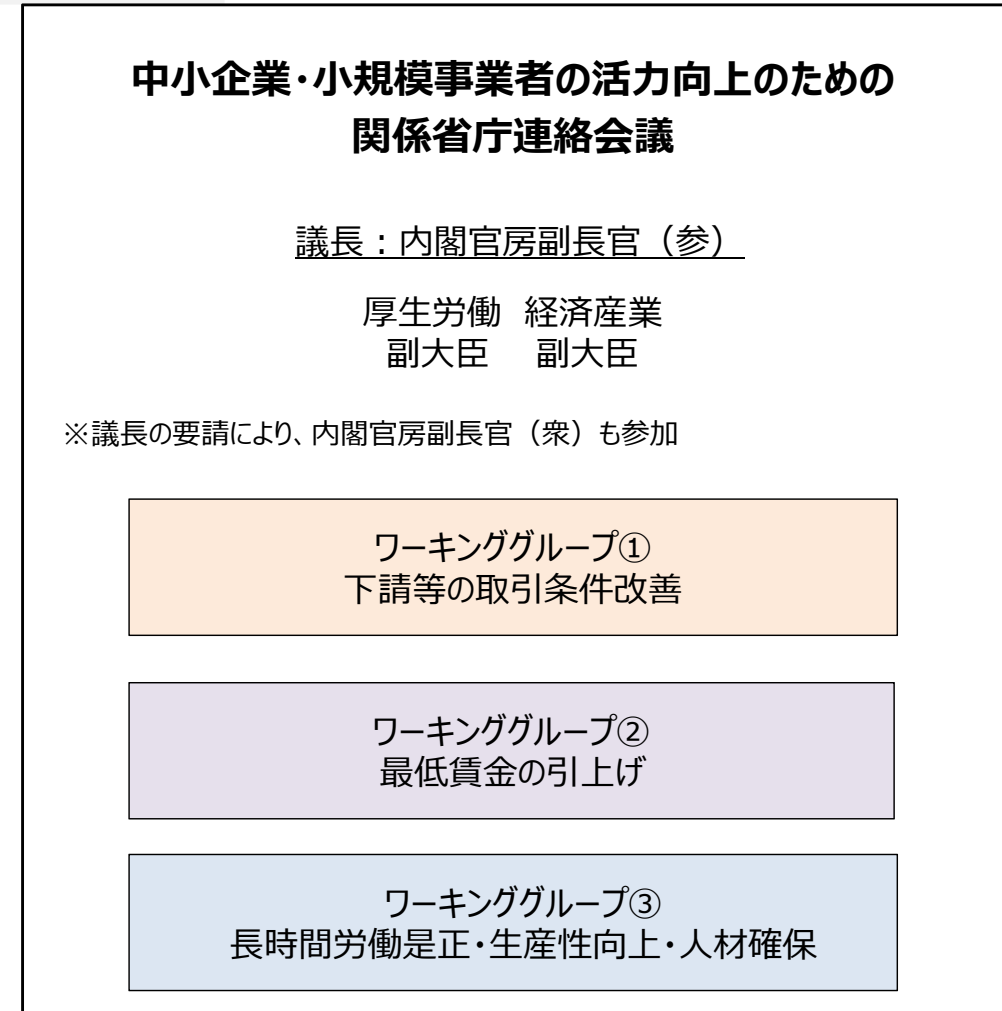 中小企業・小規模事業者の活力向上のための
関係省庁連絡会議
議長：内閣官房副長官（参）
厚生労働 経済産業
副大臣 副大臣
※議長の要請により、内閣官房副長官（衆）も参加
ワーキンググループ①
下請等の取引条件改善
ワーキンググループ②
最低賃金の引上げ
ワーキンググループ③
長時間労働是正・生産性向上・人材確保